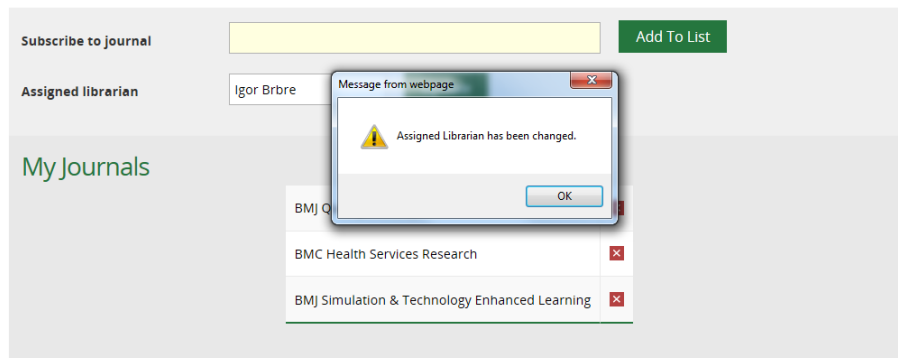 Subscribe to journal
Add To List
Assigned librarian
Igor Brbre
Message from webpage
Assigned Librarian has been changed.
OK
My Journals
BMJ Q
BMC Health Services Research
BMJ Simulation & Technology Enhanced Learning